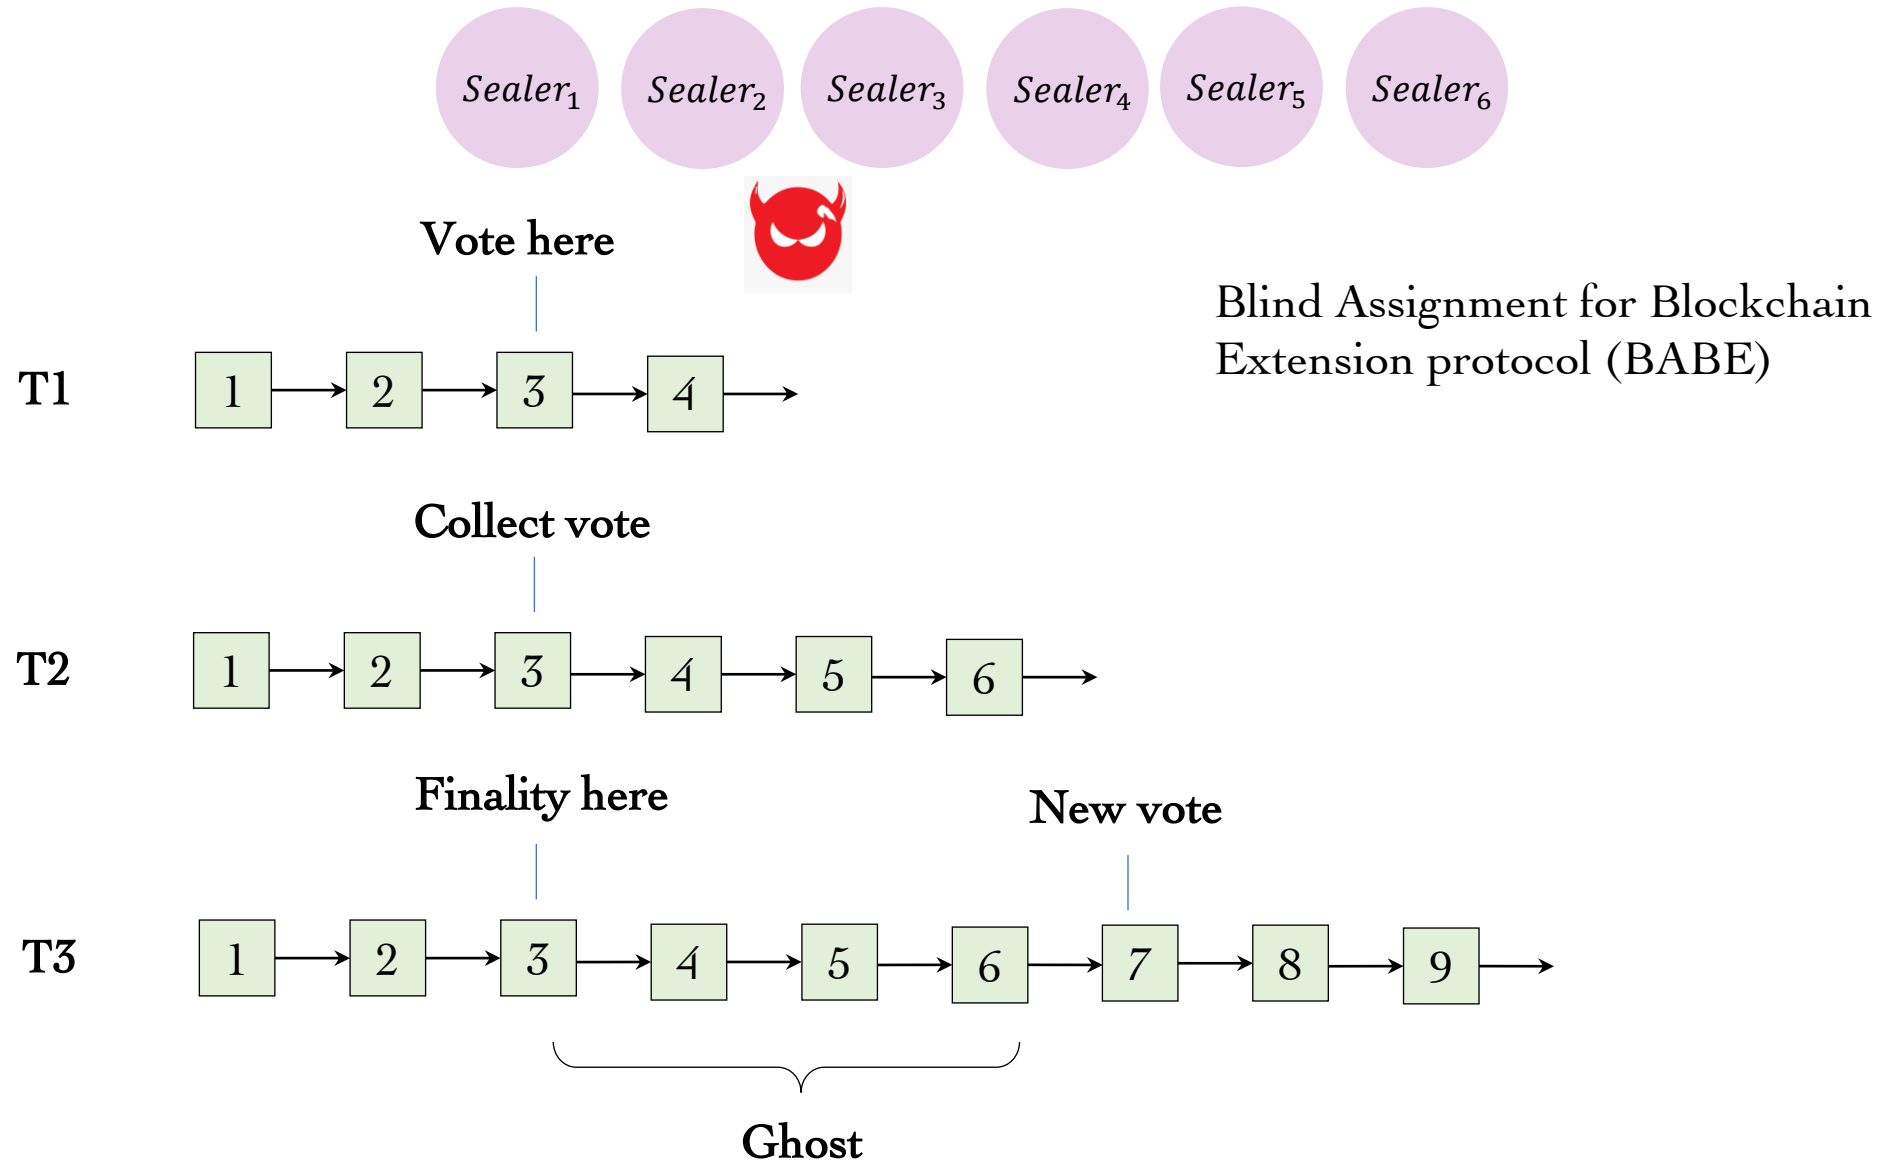 Sealer₁ Sealer₂ Sealer₃ Sealer₄ Sealer₅ Sealer₆
Vote here
Blind Assignment for Blockchain
Extension protocol (BABE)
T1 1 2 3 4
Collect vote
T2 1 2 3 4 5 6
Finality here
New vote
T3 1 2 3 4 5 6 7 8 9
Ghost